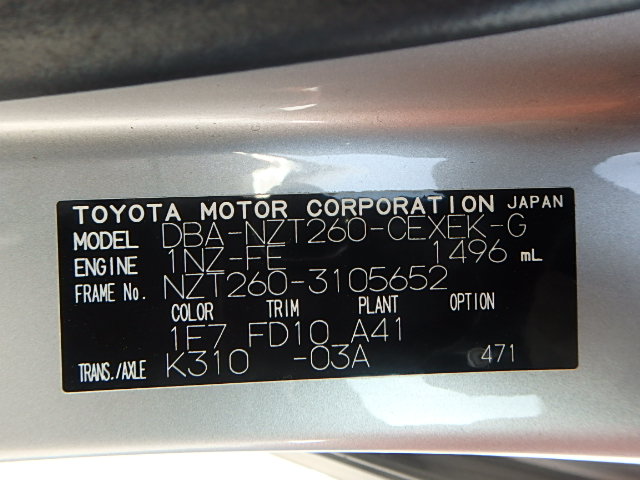 TOYOTA MOTOR CORPORATION JAPAN
MODEL DBA-NZT260-CEXEK-G
ENGINE 1NZ-FE 1496 mL
FRAME No. NZT260-3105652
COLOR TRIM PLANT OPTION
1E7 FD10 A41
TRANS./AXLE K310 -03A 471